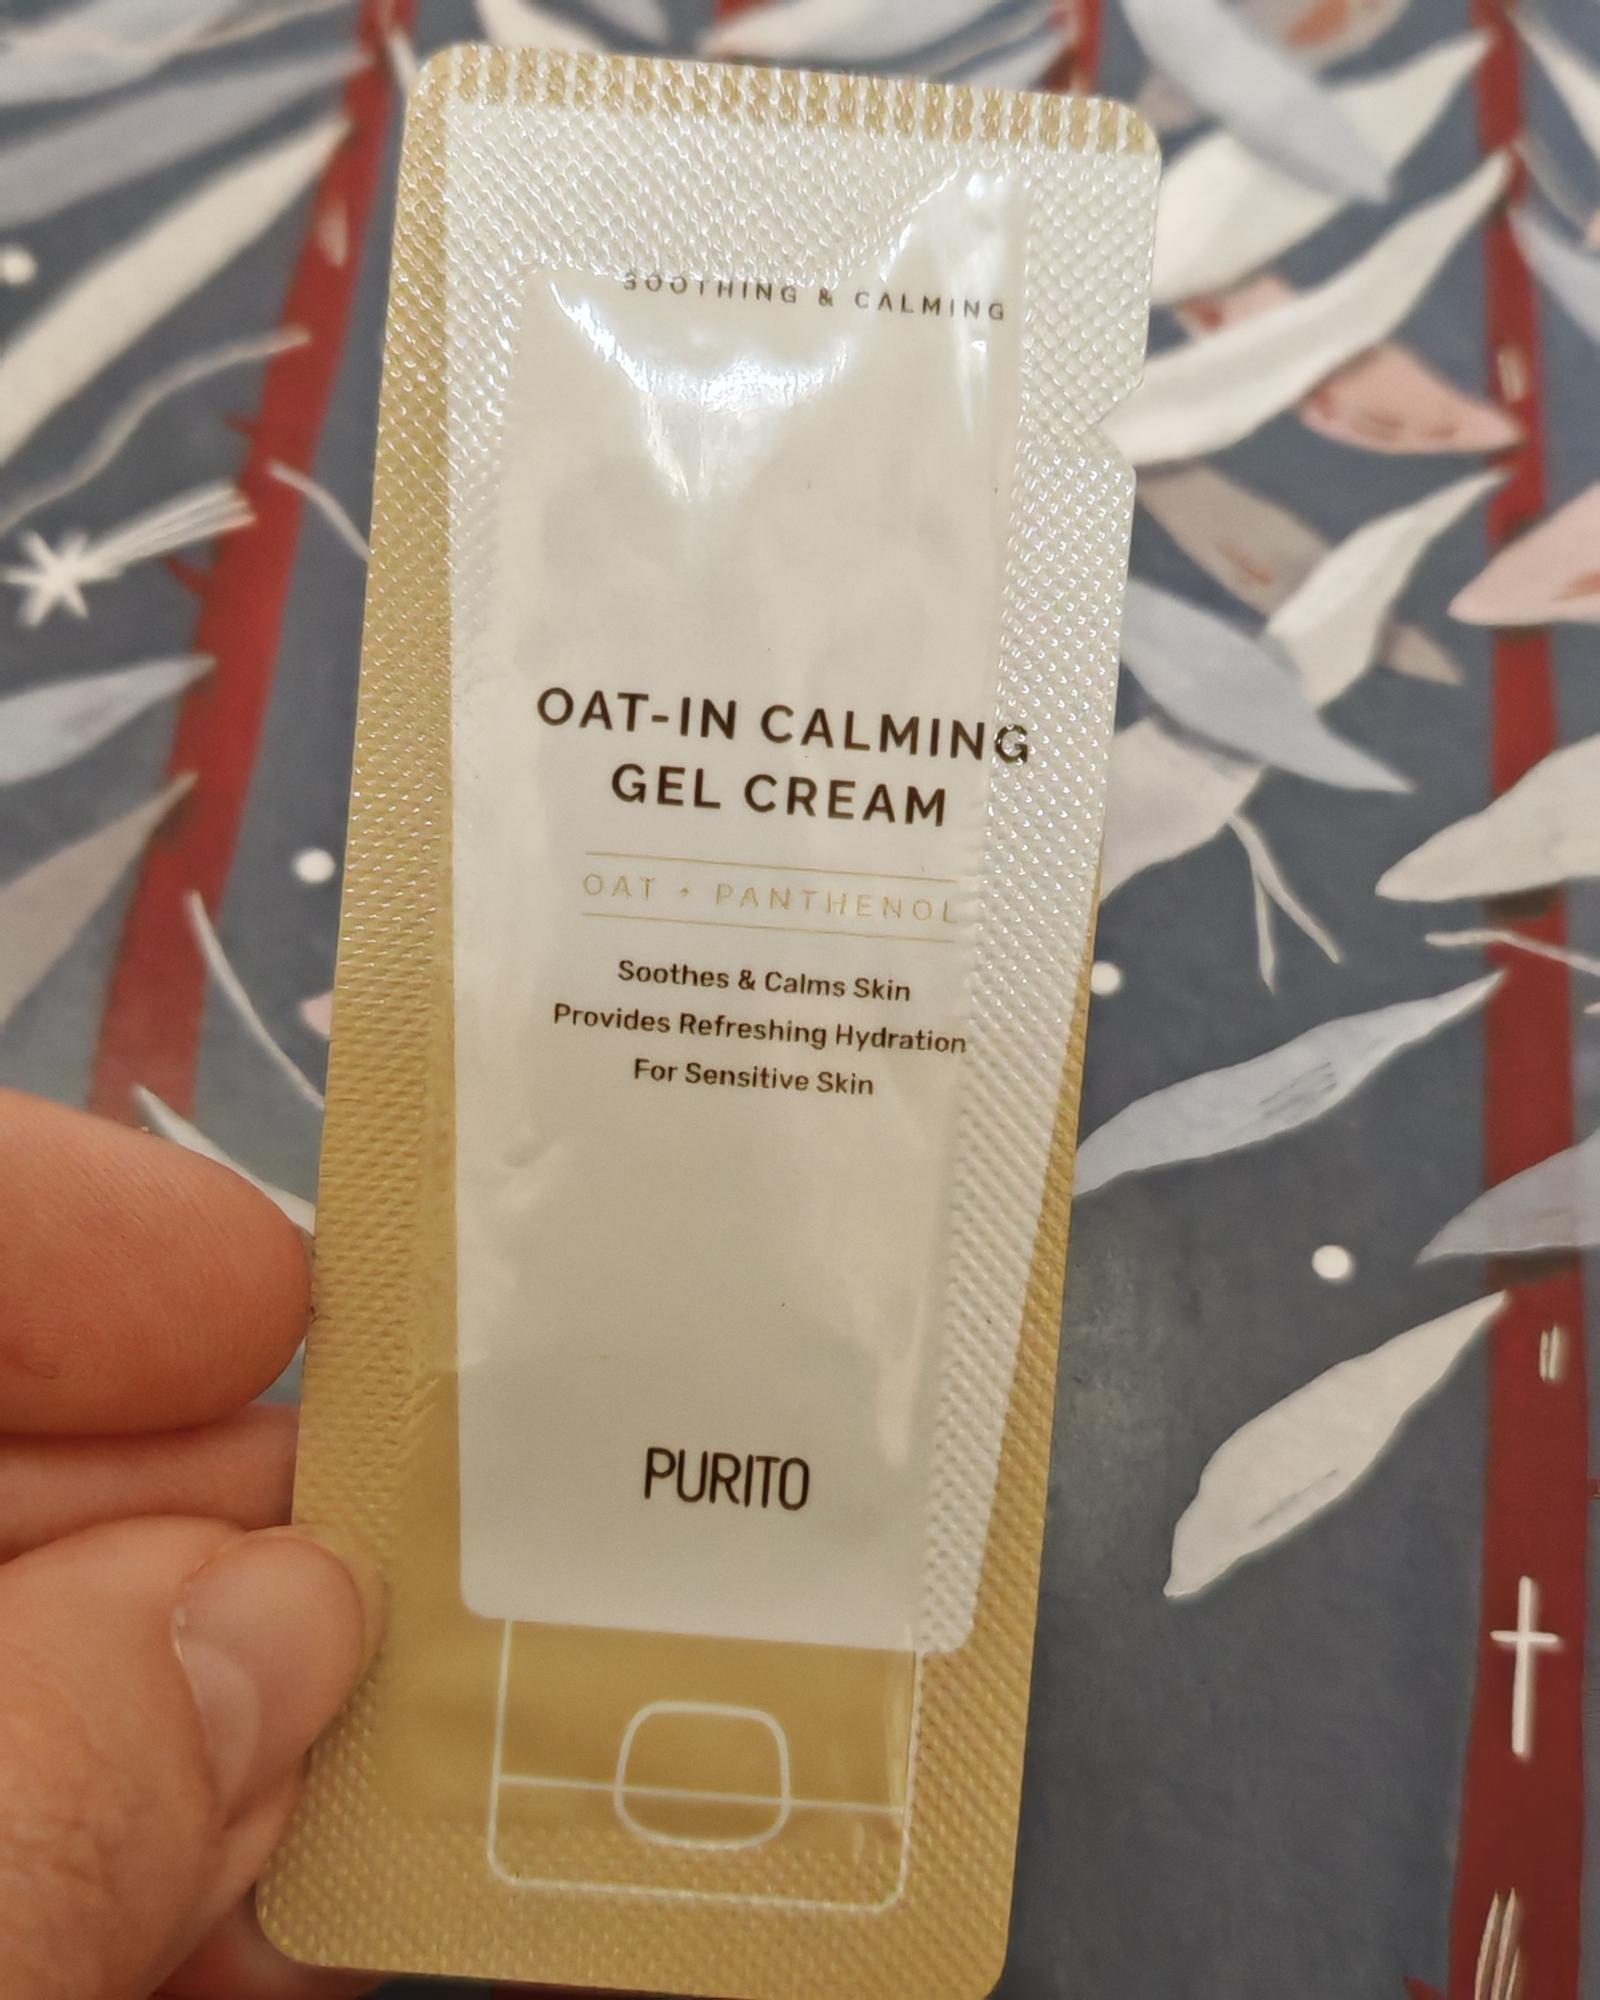 SOOTHING & CALMING
OAT-IN CALMING
GEL CREAM
OAT + PANTHENOL
Soothes & Calms Skin
Provides Refreshing Hydration
For Sensitive Skin
PURITO